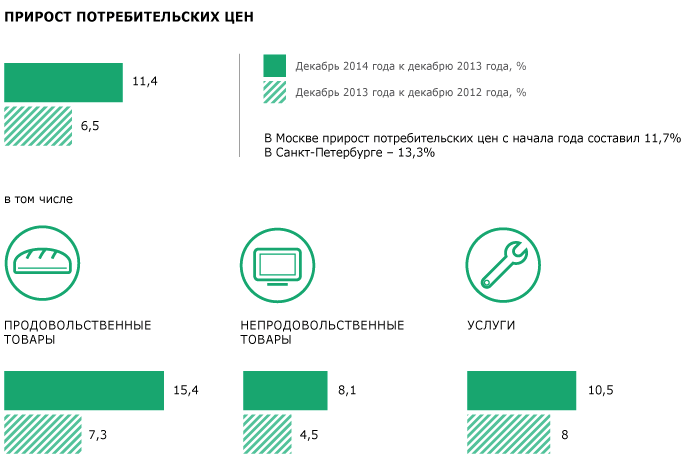 ПРИРОСТ ПОТРЕБИТЕЛЬСКИХ ЦЕН
11,4
6,5
Декабрь 2014 года к декабрю 2013 года, %
Декабрь 2013 года к декабрю 2012 года, %
В Москве прирост потребительских цен с начала года составил 11,7%
В Санкт-Петербурге – 13,3%
в том числе
ПРОДОВОЛЬСТВЕННЫЕ
ТОВАРЫ
15,4
7,3
НЕПРОДОВОЛЬСТВЕННЫЕ
ТОВАРЫ
8,1
4,5
УСЛУГИ
10,5
8